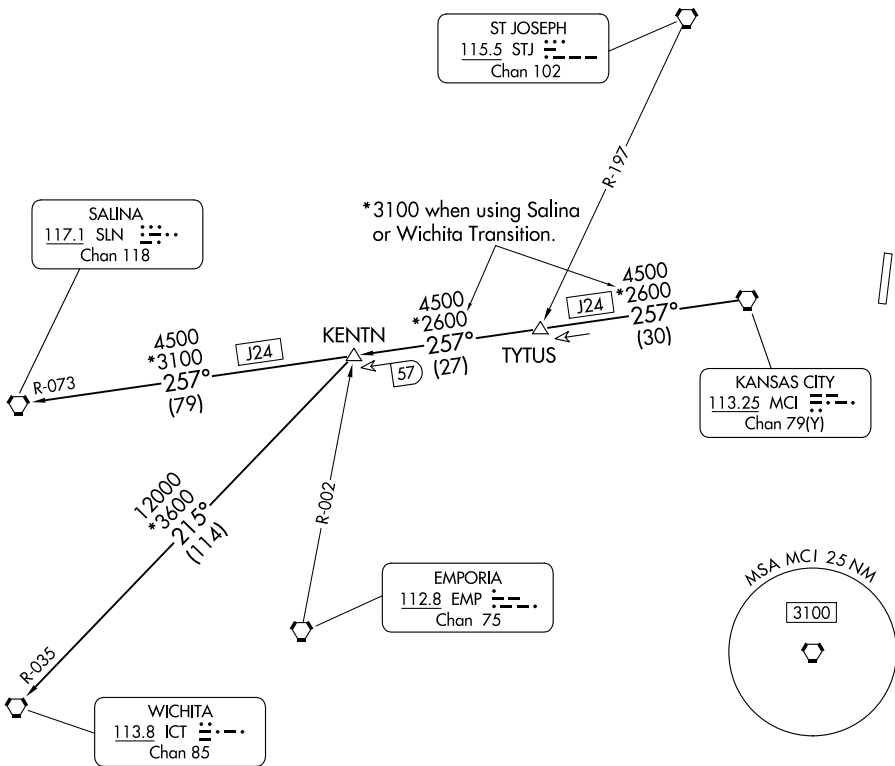 ST JOSEPH
115.5 STJ
Chan 102
R-197
SALINA
117.1 SLN
Chan 118
*3100 when using Salina
or Wichita Transition.
4500
*2600
J24
257°
(30)
4500
*2600
257°
(27)
TYTUS
KENTN
57
4500
*3100
J24
257°
(79)
R-073
KANSAS CITY
113.25 MCI
Chan 79(Y)
12000
*3600
215°
(114)
R-002
R-035
EMPORIA
112.8 EMP
Chan 75
MSA MCI 25 NM
3100
WICHITA
113.8 ICT
Chan 85